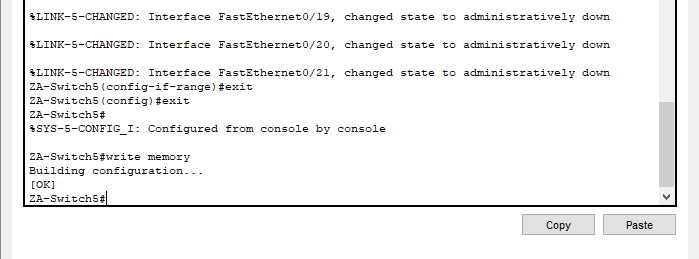 %LINK-5-CHANGED: Interface FastEthernet0/19, changed state to administratively down
%LINK-5-CHANGED: Interface FastEthernet0/20, changed state to administratively down
%LINK-5-CHANGED: Interface FastEthernet0/21, changed state to administratively down
ZA-Switch5(config-if-range)#exit
ZA-Switch5(config)#exit
ZA-Switch5#
%SYS-5-CONFIG_I: Configured from console by console
ZA-Switch5#write memory
Building configuration...
[OK]
ZA-Switch5#
Copy
Paste